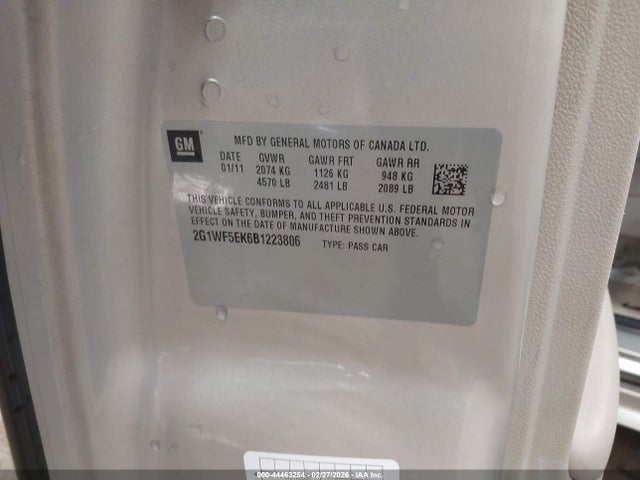 GM
MFD BY GENERAL MOTORS OF CANADA LTD.
DATE GVWR GAWR FRT GAWR RR
01/11 2074 KG 1126 KG 948 KG
4570 LB 2481 LB 2089 LB
THIS VEHICLE CONFORMS TO ALL APPLICABLE U.S. FEDERAL MOTOR
VEHICLE SAFETY, BUMPER, AND THEFT PREVENTION STANDARDS IN
EFFECT ON THE DATE OF MANUFACTURE SHOWN ABOVE.
2G1WF5EK6B1223806 TYPE: PASS CAR
000-44463254 - 02/27/2026 - IAA Inc.